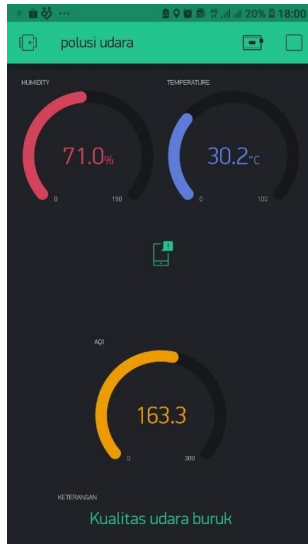 20% 18:00
polusi udara
HUMIDITY TEMPERATURE
71.0% 30.2°C
0 150 0 100
AQI
163.3
0 300
KETERANGAN
Kualitas udara buruk